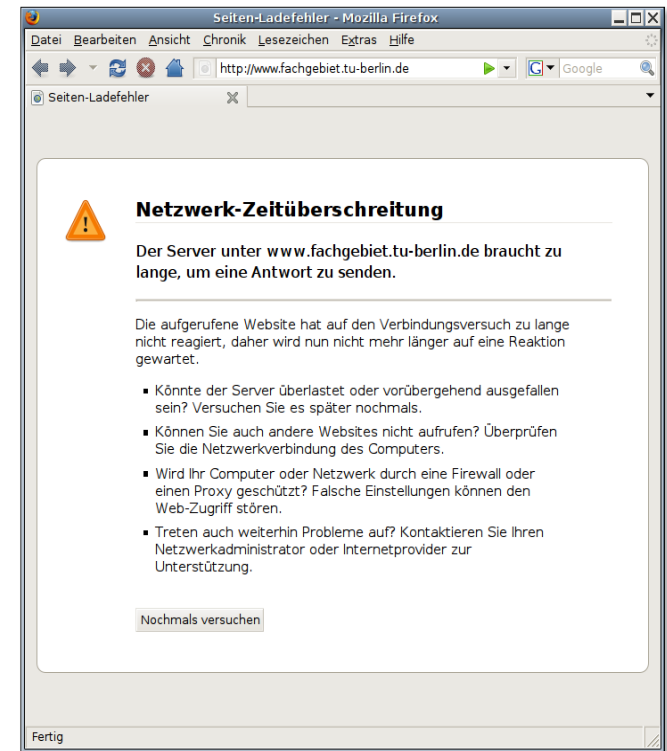 Seiten-Ladefehler - Mozilla Firefox
Datei Bearbeiten Ansicht Chronik Lesezeichen Extras Hilfe
http://www.fachgebiet.tu-berlin.de G Google
Seiten-Ladefehler
Netzwerk-Zeitüberschreitung
Der Server unter www.fachgebiet.tu-berlin.de braucht zu
lange, um eine Antwort zu senden.
Die aufgerufene Website hat auf den Verbindungsversuch zu lange
nicht reagiert, daher wird nun nicht mehr länger auf eine Reaktion
gewartet.
▪ Könnte der Server überlastet oder vorübergehend ausgefallen
sein? Versuchen Sie es später nochmals.
▪ Können Sie auch andere Websites nicht aufrufen? Überprüfen
Sie die Netzwerkverbindung des Computers.
▪ Wird Ihr Computer oder Netzwerk durch eine Firewall oder
einen Proxy geschützt? Falsche Einstellungen können den
Web-Zugriff stören.
▪ Treten auch weiterhin Probleme auf? Kontaktieren Sie Ihren
Netzwerkadministrator oder Internetprovider zur
Unterstützung.
Nochmals versuchen
Fertig